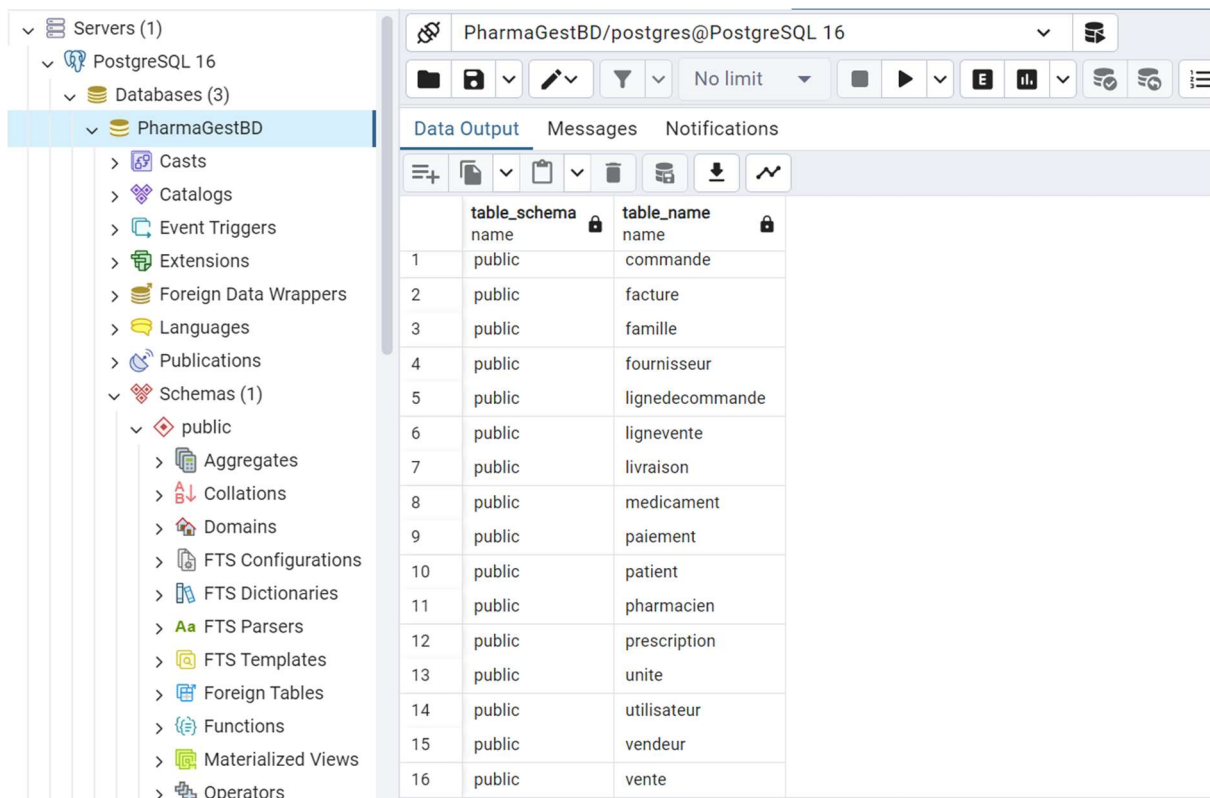 Servers (1)
PostgreSQL 16
Databases (3)
PharmaGestBD
Casts
Catalogs
Event Triggers
Extensions
Foreign Data Wrappers
Languages
Publications
Schemas (1)
public
Aggregates
Collations
Domains
FTS Configurations
FTS Dictionaries
Aa FTS Parsers
FTS Templates
Foreign Tables
Functions
Materialized Views
Operators
PharmaGestBD/postgres@PostgreSQL 16
No limit
E
Data Output Messages Notifications
table_schema table_name
name name
1 public commande
2 public facture
3 public famille
4 public fournisseur
5 public lignedecommande
6 public lignevente
7 public livraison
8 public medicament
9 public paiement
10 public patient
11 public pharmacien
12 public prescription
13 public unite
14 public utilisateur
15 public vendeur
16 public vente